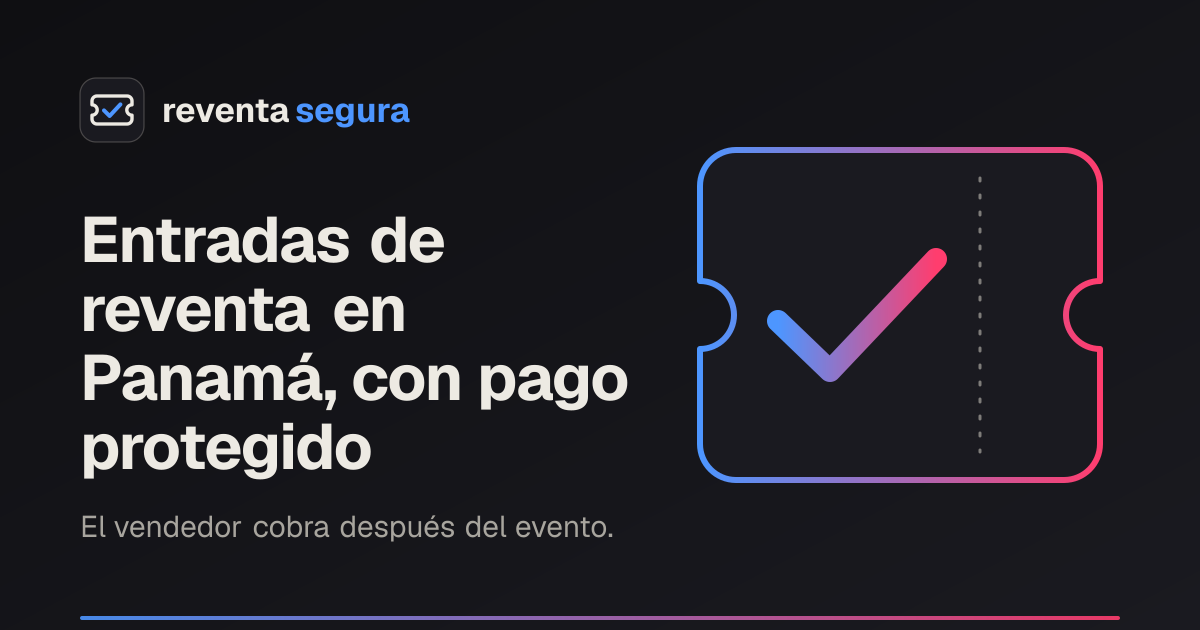 reventa segura
Entradas de
reventa en
Panamá, con pago
protegido
El vendedor cobra después del evento.